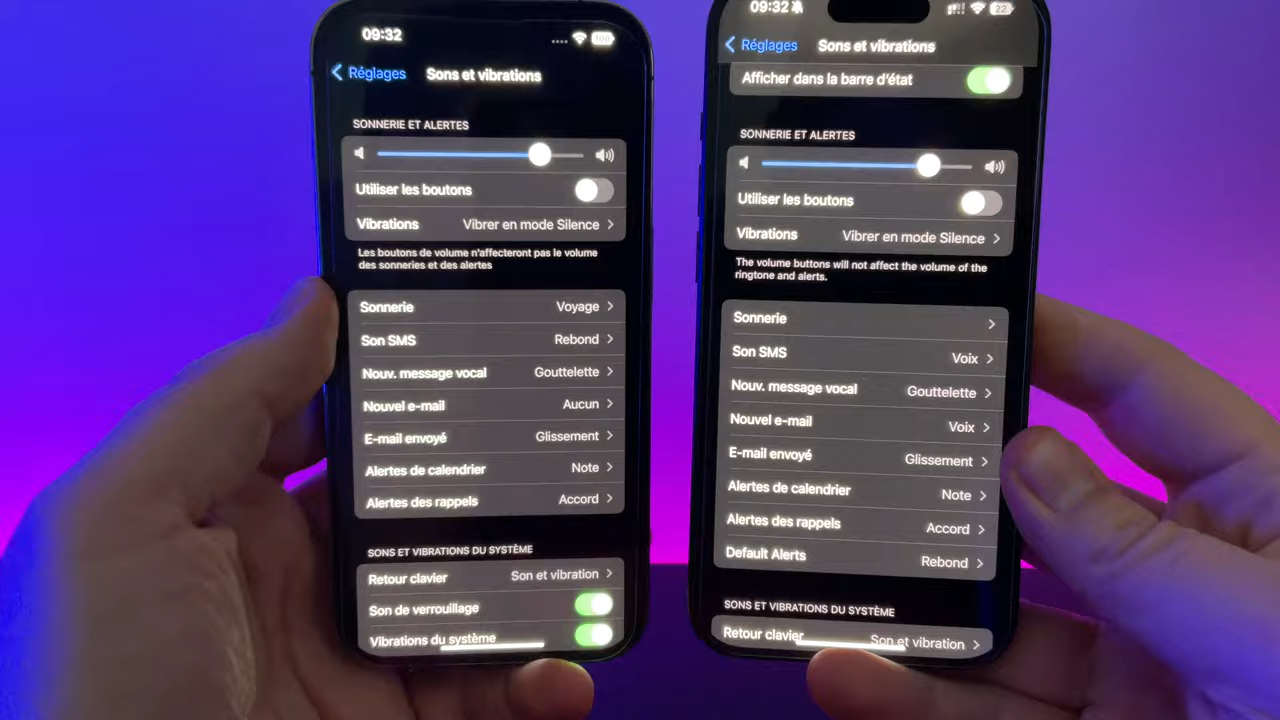 09:32
Réglages
Sons et vibrations
SONNERIE ET ALERTES
Utiliser les boutons
Vibrations Vibrer en mode Silence
Les boutons de volume n'affecteront pas le volume
des sonneries et des alertes
Sonnerie Voyage
Son SMS Rebond
Nouv. message vocal Gouttelette
Nouvel e-mail Aucun
E-mail envoyé Glissement
Alertes de calendrier Note
Alertes des rappels Accord
SONS ET VIBRATIONS DU SYSTÈME
Retour clavier Son et vibration
Son de verrouillage
Vibrations du système
09:32
22
Réglages
Sons et vibrations
Afficher dans la barre d'état
SONNERIE ET ALERTES
Utiliser les boutons
Vibrations Vibrer en mode Silence
The volume buttons will not affect the volume of the
ringtone and alerts.
Sonnerie
Son SMS Voix
Nouv. message vocal Gouttelette
Nouvel e-mail Voix
E-mail envoyé Glissement
Alertes de calendrier Note
Alertes des rappels Accord
Default Alerts Rebond
SONS ET VIBRATIONS DU SYSTÈME
Retour clavier Son et vibration